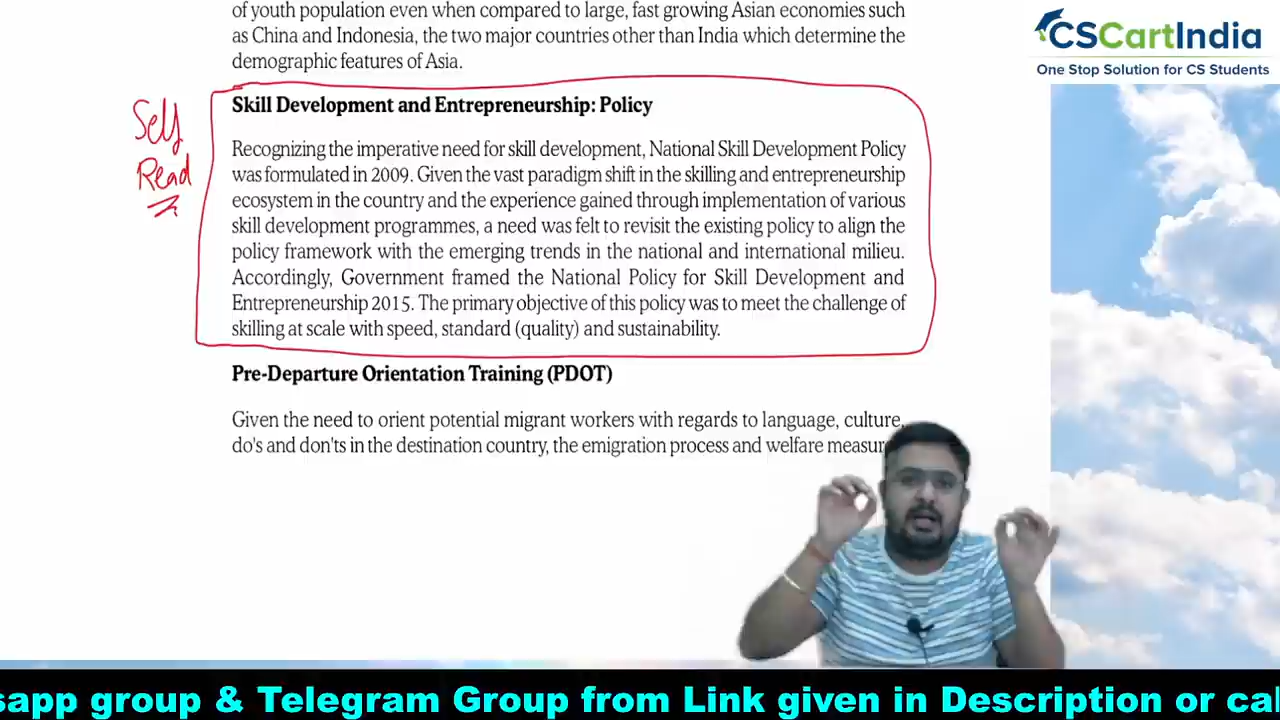 of youth population even when compared to large, fast growing Asian economies such
as China and Indonesia, the two major countries other than India which determine the
demographic features of Asia.
CSCartIndia
One Stop Solution for CS Students
Self
Read
Skill Development and Entrepreneurship: Policy
Recognizing the imperative need for skill development, National Skill Development Policy
was formulated in 2009. Given the vast paradigm shift in the skilling and entrepreneurship
ecosystem in the country and the experience gained through implementation of various
skill development programmes, a need was felt to revisit the existing policy to align the
policy framework with the emerging trends in the national and international milieu.
Accordingly, Government framed the National Policy for Skill Development and
Entrepreneurship 2015. The primary objective of this policy was to meet the challenge of
skilling at scale with speed, standard (quality) and sustainability.
Pre-Departure Orientation Training (PDOT)
Given the need to orient potential migrant workers with regards to language, culture,
do's and don'ts in the destination country, the emigration process and welfare measur
sapp group & Telegram Group from Link given in Description or cal